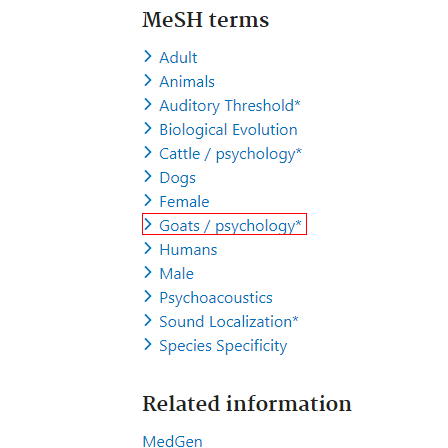 MeSH terms
Adult
Animals
Auditory Threshold*
Biological Evolution
Cattle / psychology*
Dogs
Female
Goats / psychology*
Humans
Male
Psychoacoustics
Sound Localization*
Species Specificity
Related information
MedGen